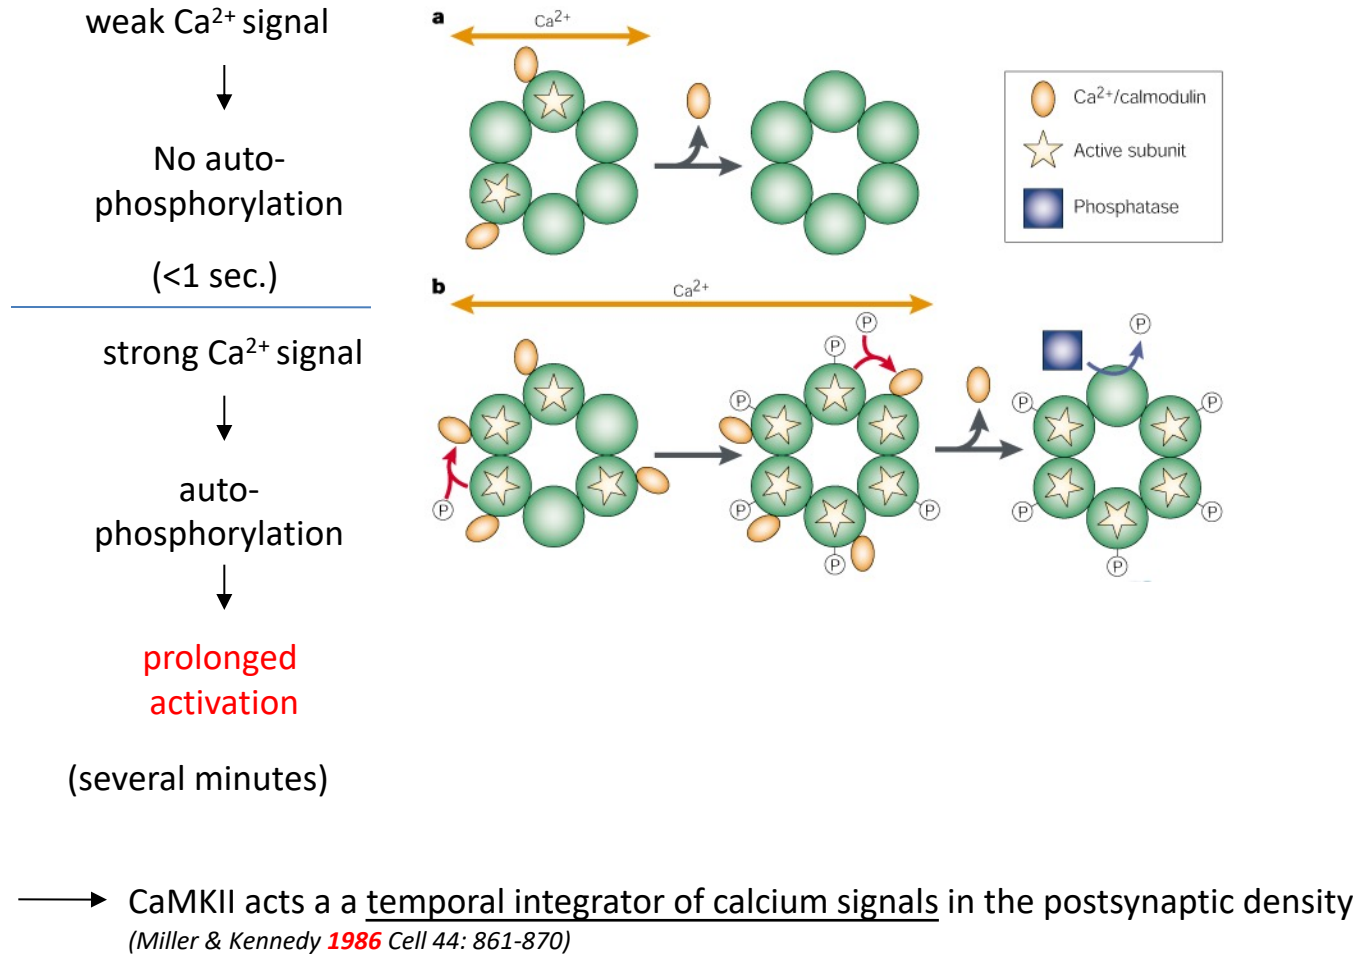 weak Ca2+ signal
No auto-
phosphorylation
(<1 sec.)
strong Ca2+ signal
auto-
phosphorylation
prolonged
activation
(several minutes)
a
Ca2+
Ca2+/calmodulin
Active subunit
Phosphatase
b
Ca2+
P
P
P
P
P
P
P
P
P
P
P
P
P
P
CaMKII acts a a temporal integrator of calcium signals in the postsynaptic density
(Miller & Kennedy 1986 Cell 44: 861-870)